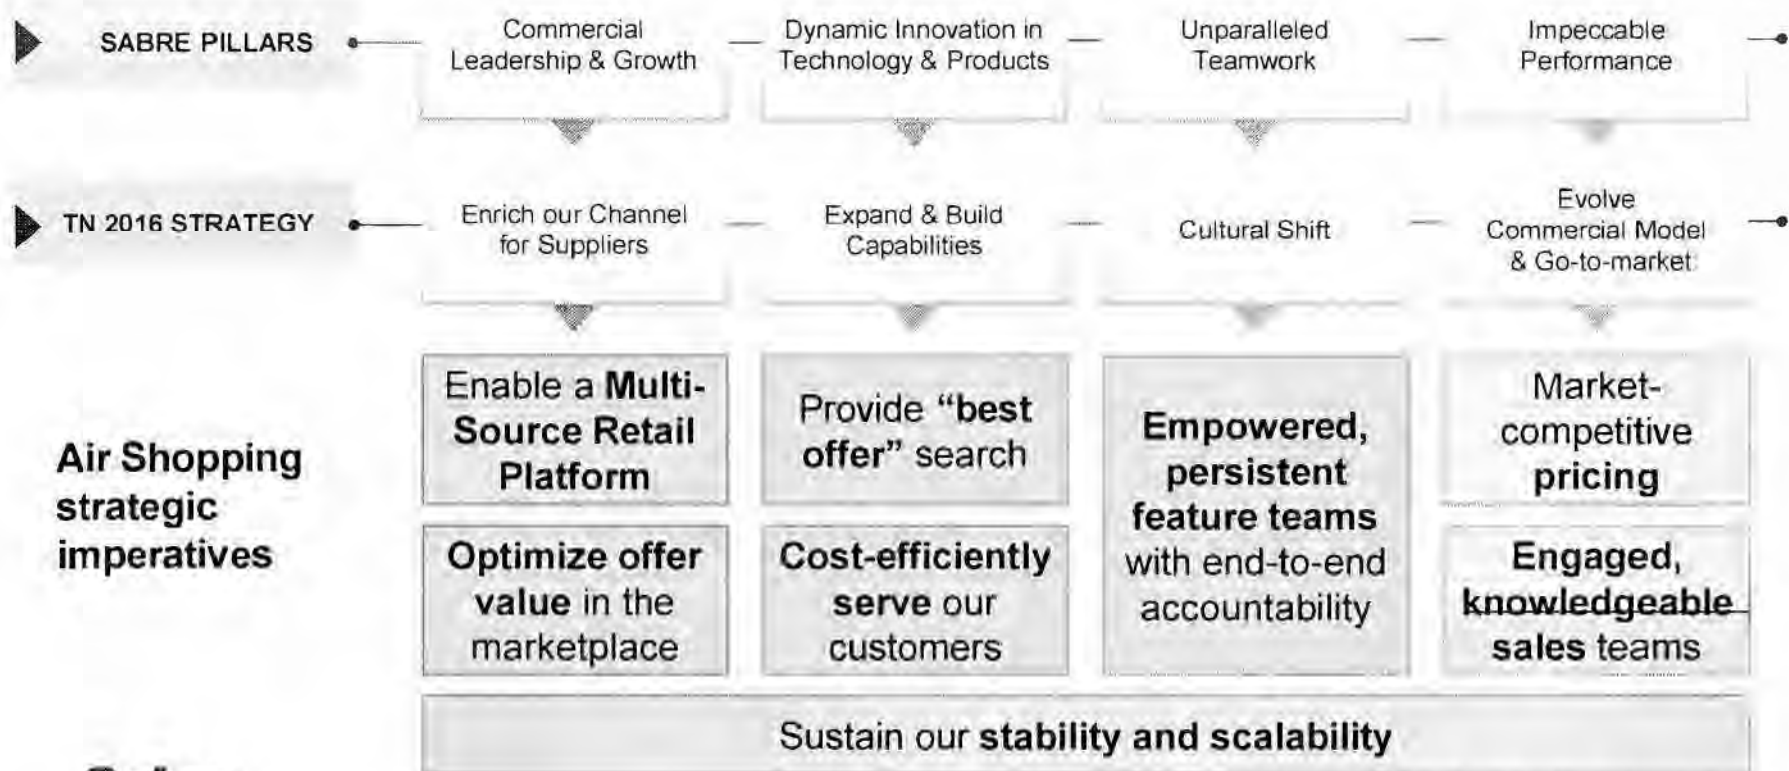 SABRE PILLARS
Commercial
Leadership & Growth
Dynamic Innovation in
Technology & Products
Unparalleled
Teamwork
Impeccable
Performance
TN 2016 STRATEGY
Enrich our Channel
for Suppliers
Expand & Build
Capabilities
Cultural Shift
Evolve
Commercial Model
& Go-to-market
Air Shopping
strategic
imperatives
Enable a Multi-
Source Retail
Platform
Optimize offer
value in the
marketplace
Provide “best
offer” search
Cost-efficiently
serve our
customers
Empowered,
persistent
feature teams
with end-to-end
accountability
Market-
competitive
pricing
Engaged,
knowledgeable
sales teams
Sustain our stability and scalability